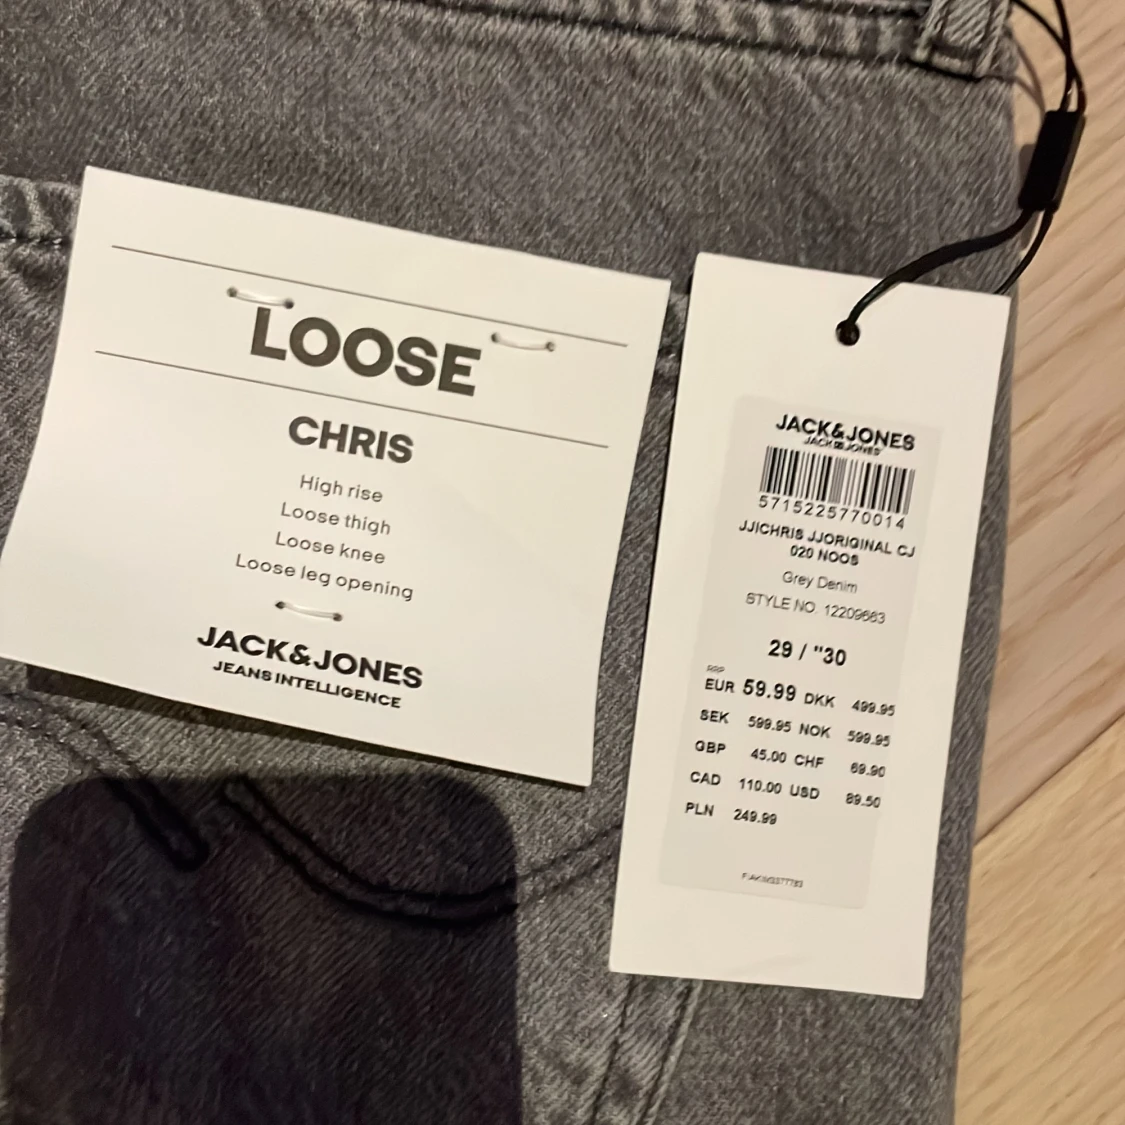 LOOSE
CHRIS
High rise
Loose thigh
Loose knee
Loose leg opening
JACK&JONES
JEANS INTELLIGENCE
JACK&JONES
JACK&JONES
5715225770014
JJICHRIS JJORIGINAL CJ
020 NOOS
Grey Denim
STYLE NO. 12209663
29 / "30
RRP
EUR 59.99 DKK 499.95
SEK 599.95 NOK 599.95
GBP 45.00 CHF 69.90
CAD 110.00 USD 89.50
PLN 249.99